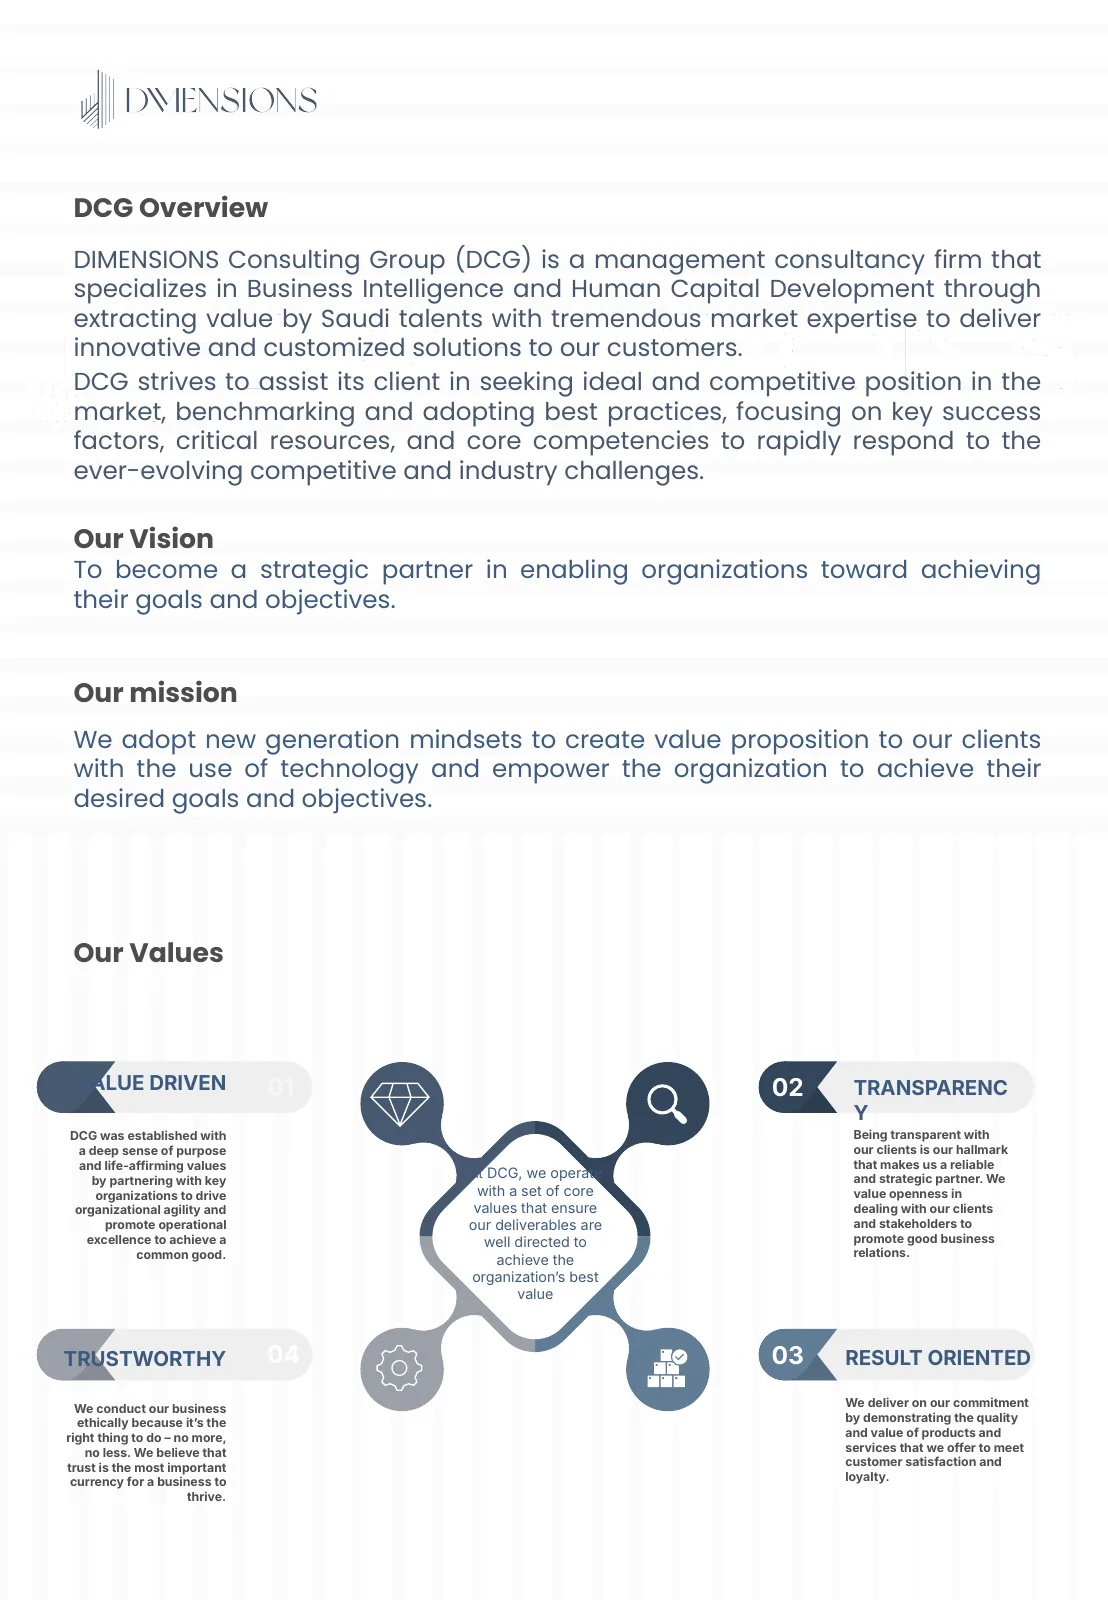 DIMENSIONS
DCG Overview
DIMENSIONS Consulting Group (DCG) is a management consultancy firm that
specializes in Business Intelligence and Human Capital Development through
extracting value by Saudi talents with tremendous market expertise to deliver
innovative and customized solutions to our customers.
DCG strives to assist its client in seeking ideal and competitive position in the
market, benchmarking and adopting best practices, focusing on key success
factors, critical resources, and core competencies to rapidly respond to the
ever-evolving competitive and industry challenges.
Our Vision
To become a strategic partner in enabling organizations toward achieving
their goals and objectives.
Our mission
We adopt new generation mindsets to create value proposition to our clients
with the use of technology and empower the organization to achieve their
desired goals and objectives.
Our Values
VALUE DRIVEN 01
DCG was established with
a deep sense of purpose
and life-affirming values
by partnering with key
organizations to drive
organizational agility and
promote operational
excellence to achieve a
common good.
02 TRANSPARENC
Y
Being transparent with
our clients is our hallmark
that makes us a reliable
and strategic partner. We
value openness in
dealing with our clients
and stakeholders to
promote good business
relations.
At DCG, we operate
with a set of core
values that ensure
our deliverables are
well directed to
achieve the
organization's best
value
TRUSTWORTHY 04
We conduct our business
ethically because it's the
right thing to do – no more,
no less. We believe that
trust is the most important
currency for a business to
thrive.
03 RESULT ORIENTED
We deliver on our commitment
by demonstrating the quality
and value of products and
services that we offer to meet
customer satisfaction and
loyalty.